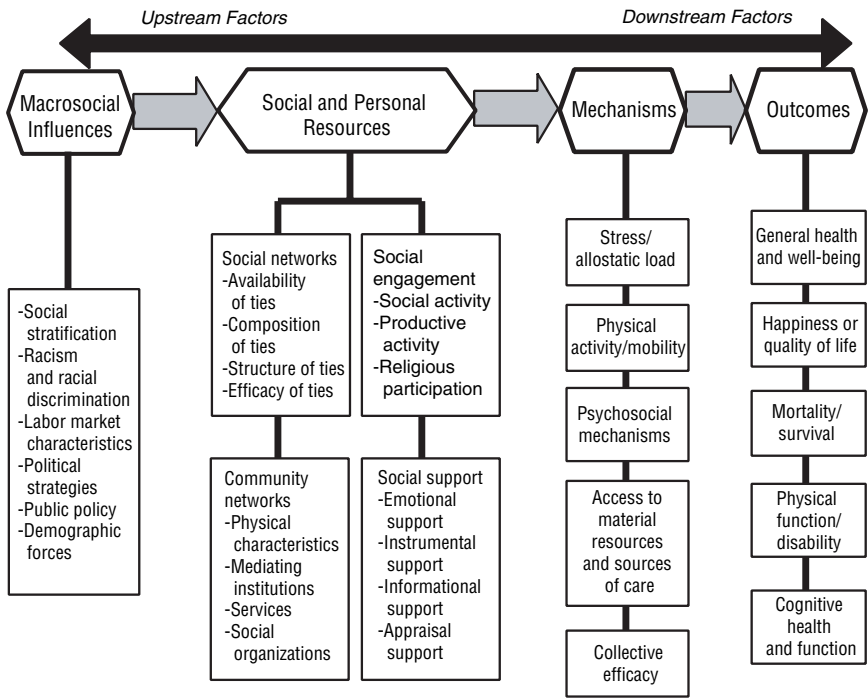 Upstream Factors
Downstream Factors
Macrosocial
Influences
Social and Personal
Resources
Mechanisms
Outcomes
-Social
stratification
-Racism
and racial
discrimination
-Labor market
characteristics
-Political
strategies
-Public policy
-Demographic
forces
Social networks
-Availability
of ties
-Composition
of ties
-Structure of ties
-Efficacy of ties
Social
engagement
-Social activity
-Productive
activity
-Religious
participation
Community
networks
-Physical
characteristics
-Mediating
institutions
-Services
-Social
organizations
Social support
-Emotional
support
-Instrumental
support
-Informational
support
-Appraisal
support
Stress/
allostatic load
Physical
activity/mobility
Psychosocial
mechanisms
Access to
material
resources
and sources
of care
Collective
efficacy
General health
and well-being
Happiness or
quality of life
Mortality/
survival
Physical
function/
disability
Cognitive
health
and function